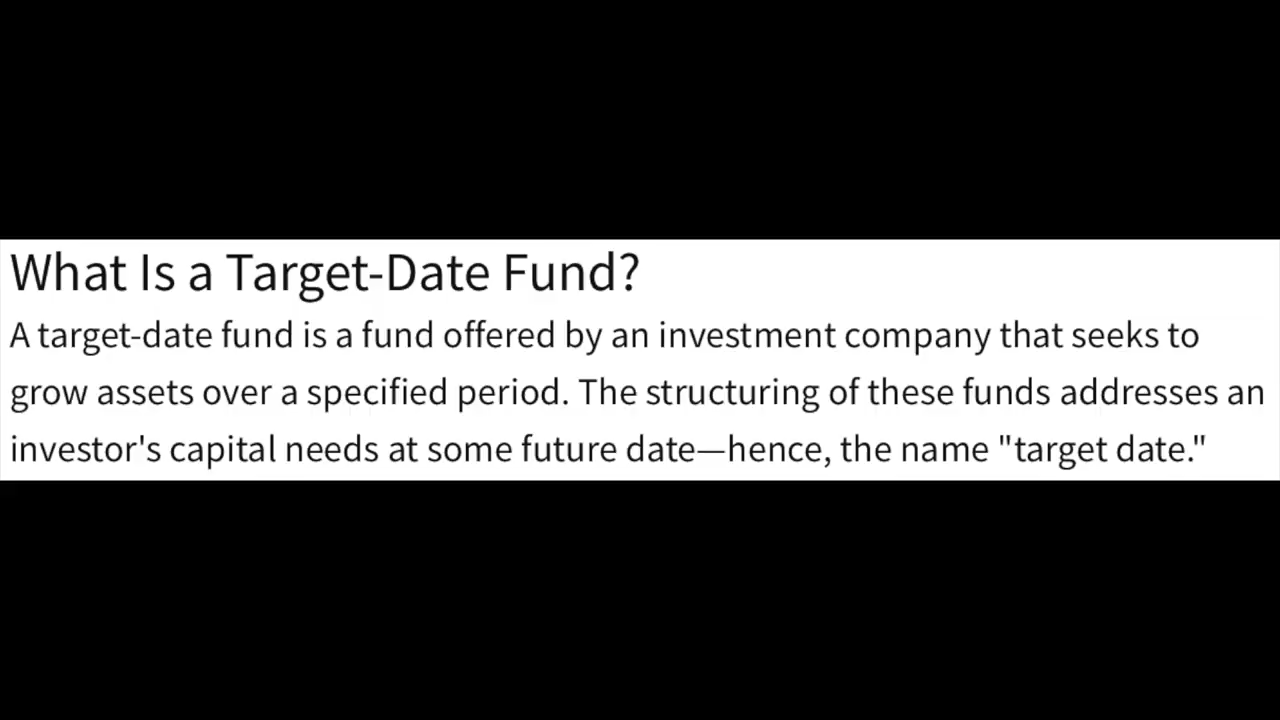 What Is a Target-Date Fund?
A target-date fund is a fund offered by an investment company that seeks to
grow assets over a specified period. The structuring of these funds addresses an
investor's capital needs at some future date—hence, the name "target date."